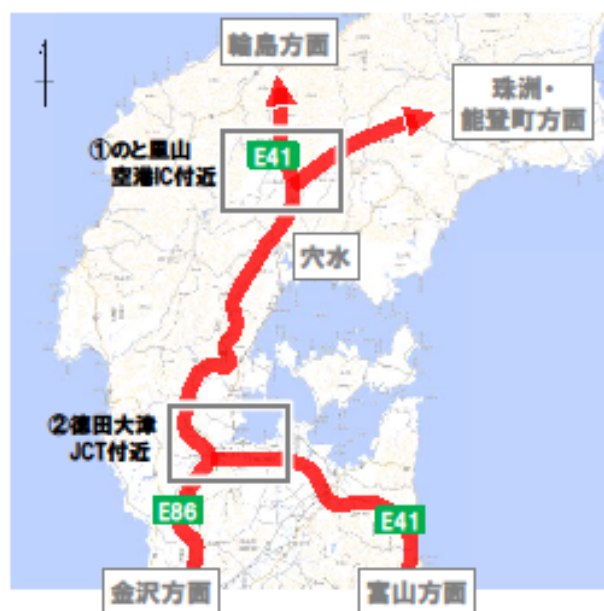 輪島方面
珠洲・
能登町方面
①のと里山
空港IC付近
E41
穴水
②徳田大津
JCT付近
E86
E41
金沢方面
富山方面